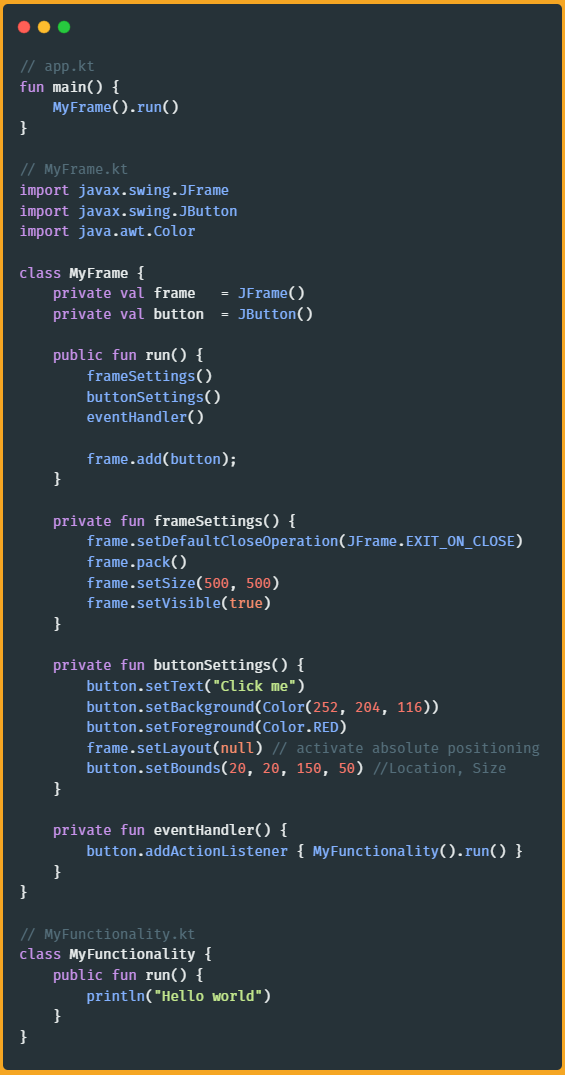 // app.kt
fun main() {
    MyFrame().run()
}

// MyFrame.kt
import javax.swing.JFrame
import javax.swing.JButton
import java.awt.Color

class MyFrame {
    private val frame   = JFrame()
    private val button  = JButton()

    public fun run() {
        frameSettings()
        buttonSettings()
        eventHandler()

        frame.add(button);
    }

    private fun frameSettings() {
        frame.setDefaultCloseOperation(JFrame.EXIT_ON_CLOSE)
        frame.pack()
        frame.setSize(500, 500)
        frame.setVisible(true)
    }

    private fun buttonSettings() {
        button.setText("Click me")
        button.setBackground(Color(252, 204, 116))
        button.setForeground(Color.RED)
        frame.setLayout(null) // activate absolute positioning
        button.setBounds(20, 20, 150, 50) //Location, Size
    }

    private fun eventHandler() {
        button.addActionListener { MyFunctionality().run() }
    }
}

// MyFunctionality.kt
class MyFunctionality {
    public fun run() {
        println("Hello world")
    }
}